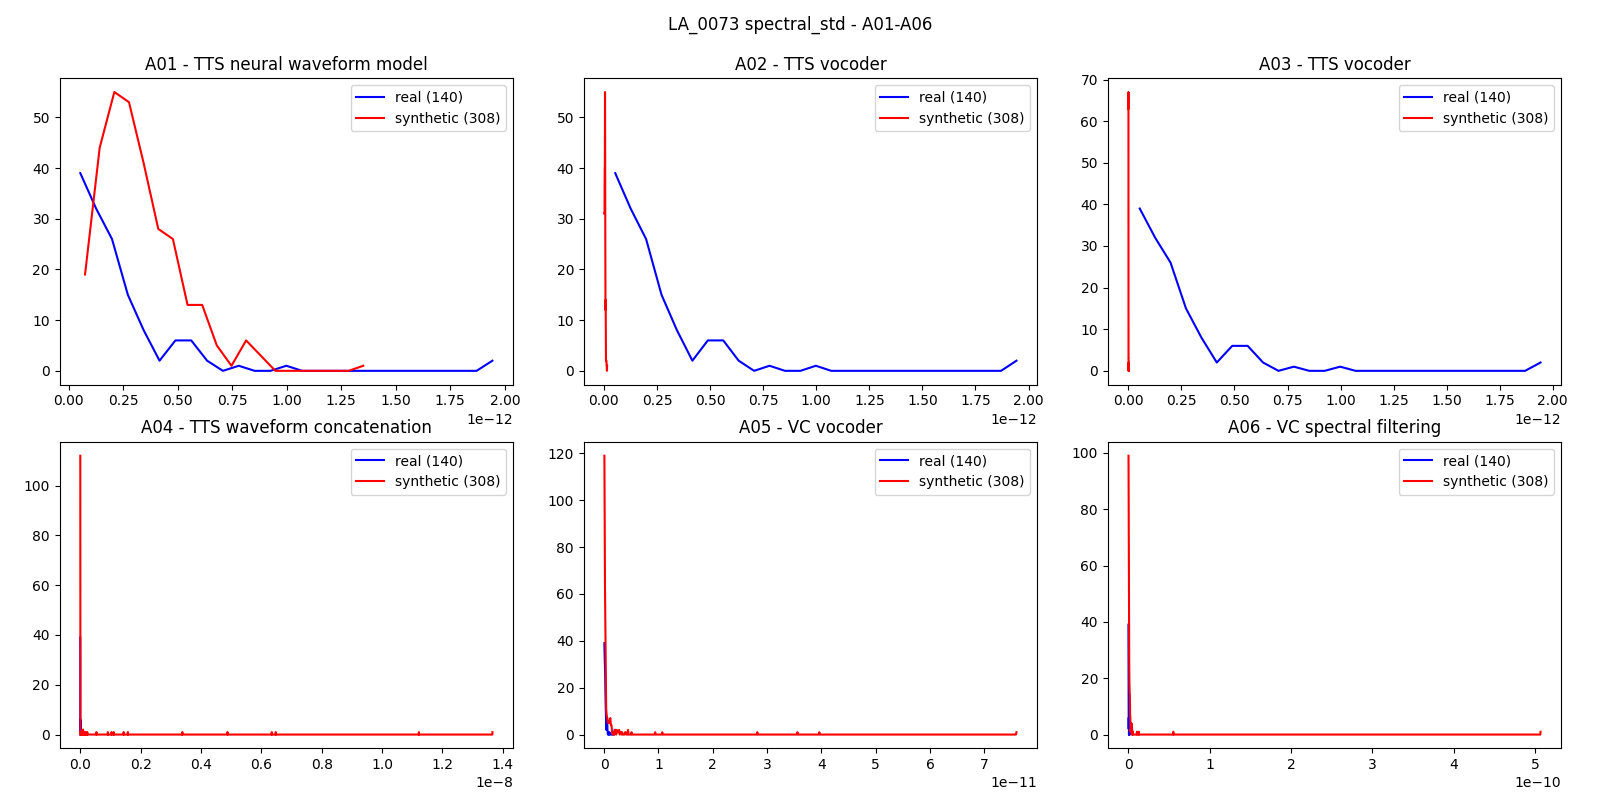 LA_0073 spectral_std - A01-A06
A01 - TTS neural waveform model
real (140)
synthetic (308)
0
10
20
30
40
50
0.00 0.25 0.50 0.75 1.00 1.25 1.50 1.75 2.00
1e−12
A02 - TTS vocoder
real (140)
synthetic (308)
0
10
20
30
40
50
0.00 0.25 0.50 0.75 1.00 1.25 1.50 1.75 2.00
1e−12
A03 - TTS vocoder
real (140)
synthetic (308)
0
10
20
30
40
50
60
70
0.00 0.25 0.50 0.75 1.00 1.25 1.50 1.75 2.00
1e−12
A04 - TTS waveform concatenation
real (140)
synthetic (308)
0
20
40
60
80
100
0.0 0.2 0.4 0.6 0.8 1.0 1.2 1.4
1e−8
A05 - VC vocoder
real (140)
synthetic (308)
0
20
40
60
80
100
120
0 1 2 3 4 5 6 7
1e−11
A06 - VC spectral filtering
real (140)
synthetic (308)
0
20
40
60
80
100
0 1 2 3 4 5
1e−10